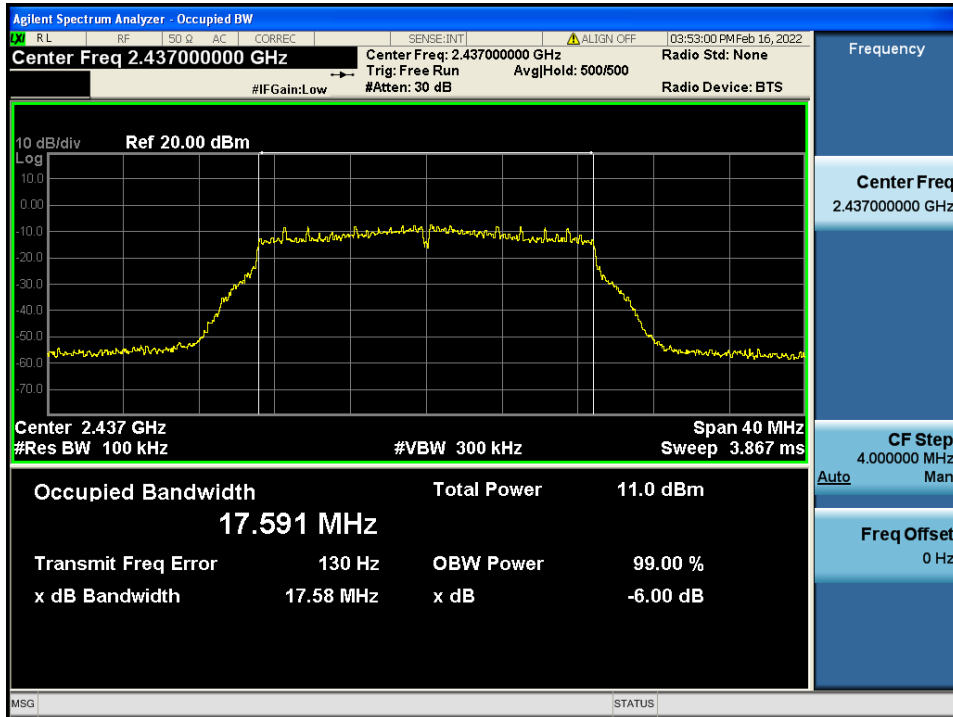 Agilent Spectrum Analyzer - Occupied BW
LXI RL RF 50 Ω AC CORREC SENSE:INT ALIGN OFF 03:53:00 PM Feb 16, 2022
Center Freq 2.437000000 GHz
Center Freq: 2.437000000 GHz
Radio Std: None
Trig: Free Run Avg|Hold: 500/500
#IFGain:Low
#Atten: 30 dB
Radio Device: BTS
10 dB/div Ref 20.00 dBm
Log
10.0
0.00
-10.0
-20.0
-30.0
-40.0
-50.0
-60.0
-70.0
Center 2.437 GHz Span 40 MHz
#Res BW 100 kHz #VBW 300 kHz Sweep 3.867 ms
Occupied Bandwidth Total Power 11.0 dBm
17.591 MHz
Transmit Freq Error 130 Hz OBW Power 99.00 %
x dB Bandwidth 17.58 MHz x dB -6.00 dB
MSG STATUS
Frequency
Center Freq
2.437000000 GHz
CF Step
4.000000 MHz
Auto Man
Freq Offset
0 Hz